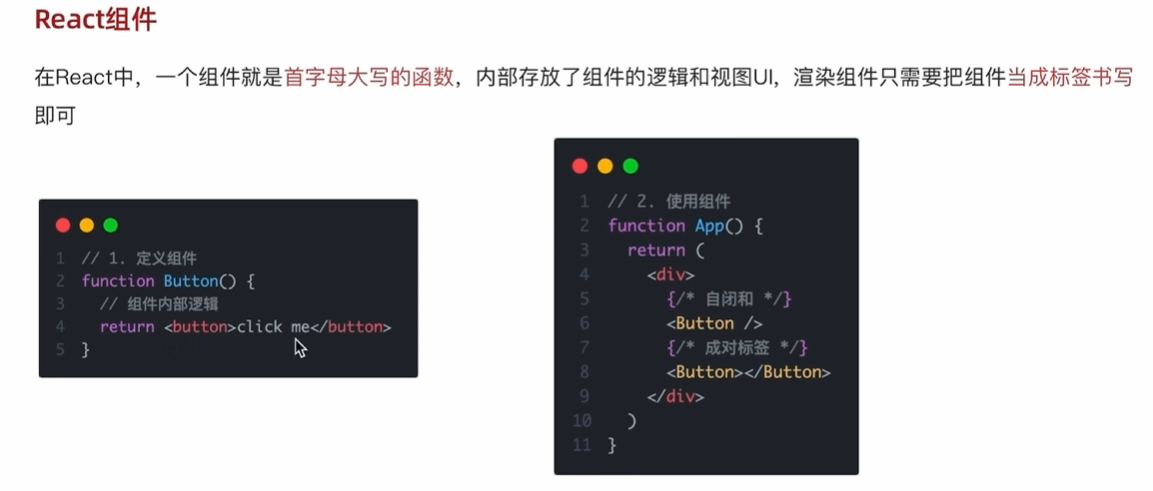 React组件
在React中，一个组件就是首字母大写的函数，内部存放了组件的逻辑和视图UI，渲染组件只需要把组件当成标签书写
即可
1 // 1. 定义组件
2 function Button() {
3   // 组件内部逻辑
4   return <button>click me</button>
5 }
1 // 2. 使用组件
2 function App() {
3   return (
4     <div>
5       {/* 自闭和 */}
6       <Button />
7       {/* 成对标签 */}
8       <Button></Button>
9     </div>
10   )
11 }